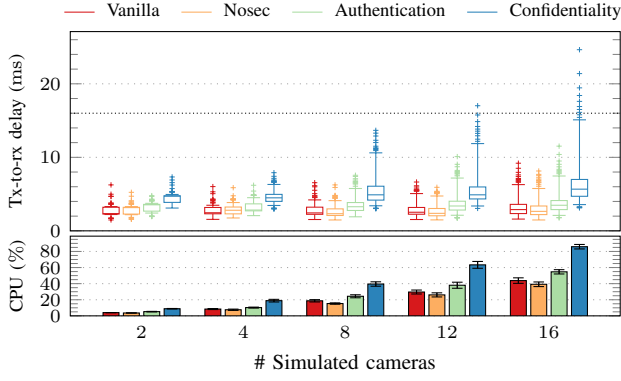 Vanilla Nosec Authentication Confidentiality
Tx-to-rx delay (ms)
20
10
0
CPU (%)
80
60
40
20
0
2 4 8 12 16
# Simulated cameras